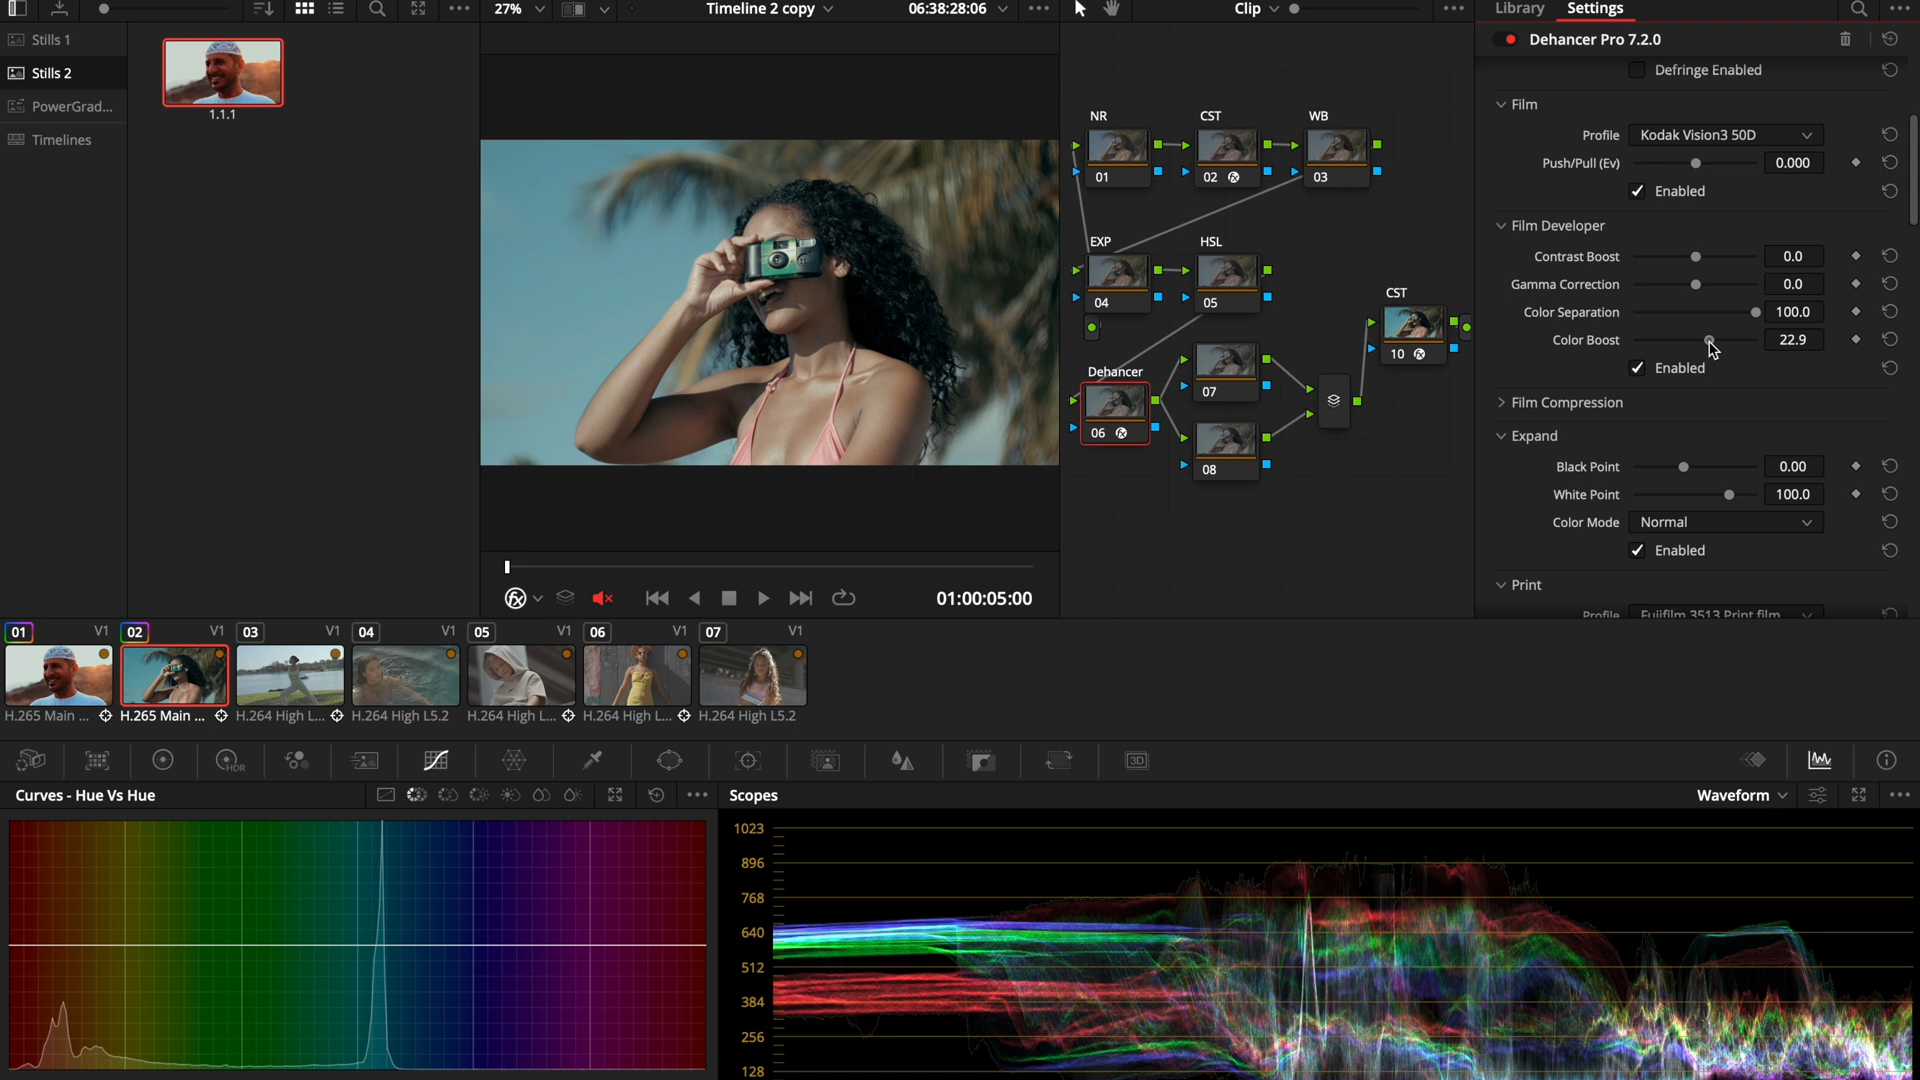 27%
Timeline 2 copy
06:38:28:06
Clip
Library
Settings
Stills 1
Stills 2
PowerGrad...
Timelines
1.1.1
Dehancer Pro 7.2.0
Defringe Enabled
Film
Profile
Kodak Vision3 50D
Push/Pull (Ev)
0.000
Enabled
Film Developer
Contrast Boost
0.0
Gamma Correction
0.0
Color Separation
100.0
Color Boost
22.9
Enabled
Film Compression
Expand
Black Point
0.00
White Point
100.0
Color Mode
Normal
Enabled
Print
Profile
Fujifilm 3513 Print film
NR
CST
WB
01
02
03
EXP
HSL
04
05
CST
10
Dehancer
06
07
08
01:00:05:00
01 V1
02 V1
03 V1
04 V1
05 V1
06 V1
07 V1
H.265 Main ...
H.265 Main ...
H.264 High L...
H.264 High L5.2
H.264 High L...
H.264 High L...
H.264 High L5.2
HDR
3D
Curves - Hue Vs Hue
Scopes
Waveform
1023
896
768
640
512
384
256
128